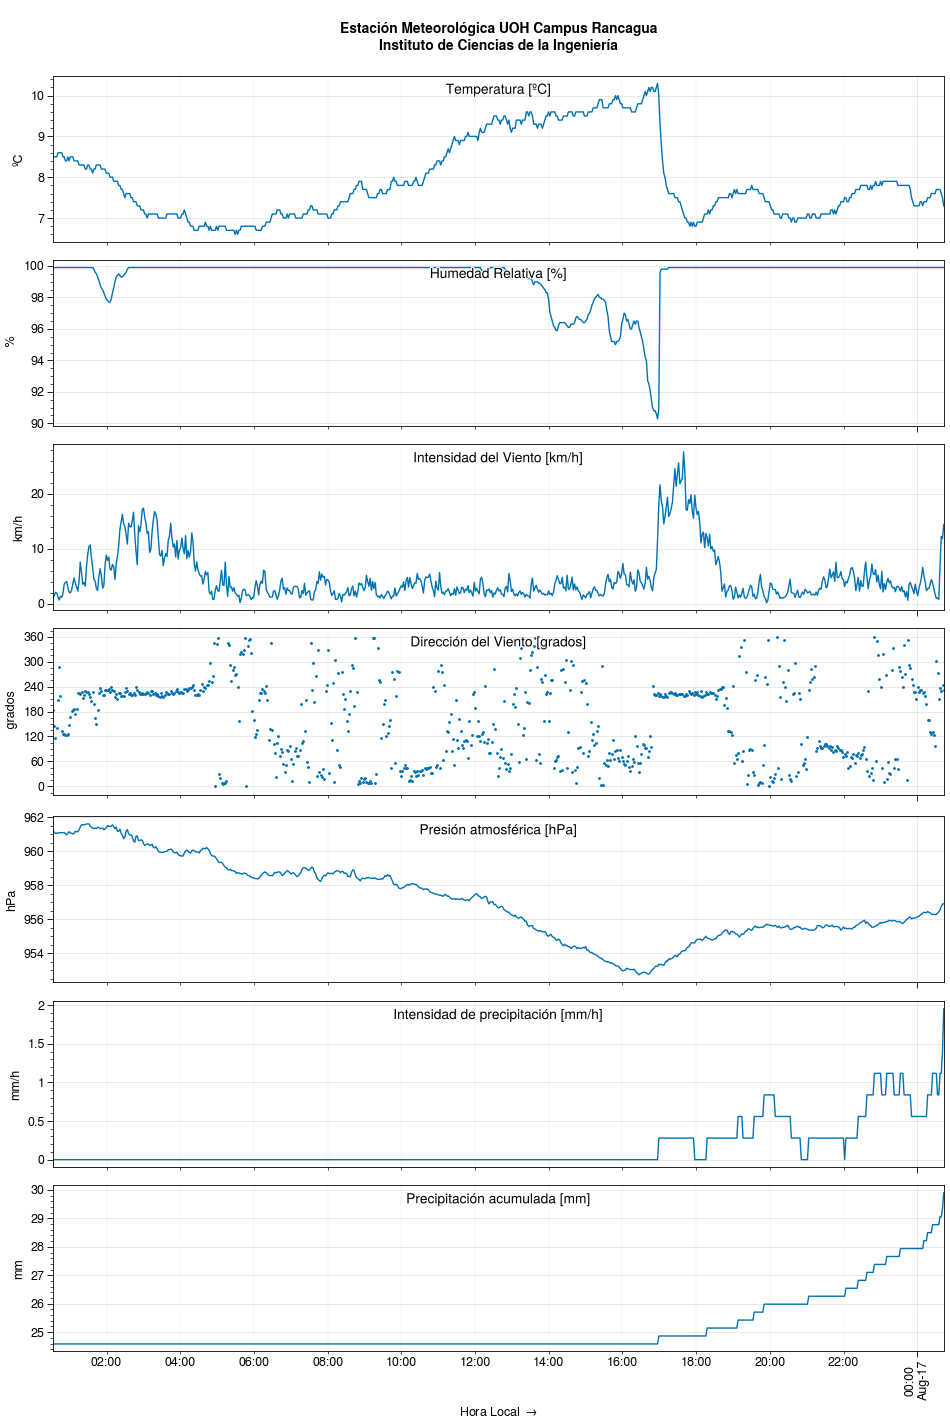 Estación Meteorológica UOH Campus Rancagua
Instituto de Ciencias de la Ingeniería
Temperatura [ºC]
ºC
10
9
8
7
Humedad Relativa [%]
%
100
98
96
94
92
90
Intensidad del Viento [km/h]
km/h
20
10
0
Dirección del Viento [grados]
grados
360
300
240
180
120
60
0
Presión atmosférica [hPa]
hPa
962
960
958
956
954
Intensidad de precipitación [mm/h]
mm/h
2
1.5
1
0.5
0
Precipitación acumulada [mm]
mm
30
29
28
27
26
25
02:00 04:00 06:00 08:00 10:00 12:00 14:00 16:00 18:00 20:00 22:00
00:00
Aug-17
Hora Local →